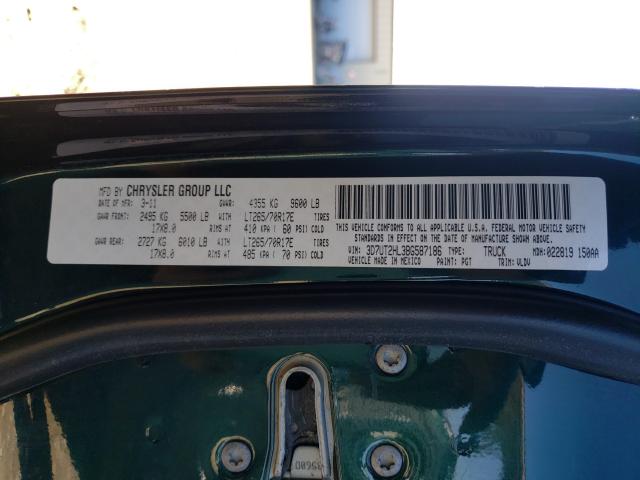 MFD BY CHRYSLER GROUP LLC
DATE OF MFR: 3-11 GVWR: 4355 KG 9600 LB
GAWR FRONT: 2495 KG 5500 LB LT265/70R17E TIRES
17X8.0 RIMS AT 410 KPA ( 60 PSI) COLD
GAWR REAR: 2727 KG 6010 LB LT265/70R17E TIRES
17X8.0 RIMS AT 485 KPA ( 70 PSI) COLD
THIS VEHICLE CONFORMS TO ALL APPLICABLE U.S.A. FEDERAL MOTOR VEHICLE SAFETY
STANDARDS IN EFFECT ON THE DATE OF MANUFACTURE SHOWN ABOVE.
VIN: 3D7UT2HL3BG587186 TYPE: TRUCK MDH: 022819 150AA
VEHICLE MADE IN MEXICO PAINT: PGT TRIM: VLDV